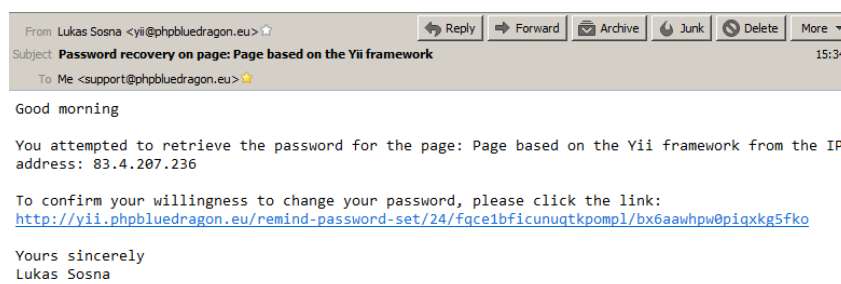 From Lukas Sosna <yii@phpbluedragon.eu>
Reply Forward Archive Junk Delete More
Subject Password recovery on page: Page based on the Yii framework 15:34
To Me <support@phpbluedragon.eu>
Good morning
You attempted to retrieve the password for the page: Page based on the Yii framework from the IP
address: 83.4.207.236
To confirm your willingness to change your password, please click the link:
http://yii.phpbluedragon.eu/remind-password-set/24/fqce1bficunuqtkpompl/bx6aawhpw0piqxkg5fko
Yours sincerely
Lukas Sosna